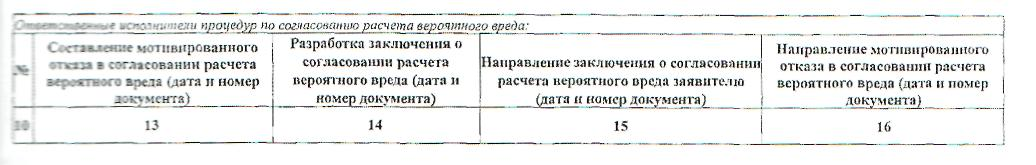 Ответственные исполнители процедур по согласованию расчета вероятного вреда:
№
Составление мотивированного
отказа в согласовании расчета
вероятного вреда (дата и номер
документа)
Разработка заключения о
согласовании расчета
вероятного вреда (дата и
номер документа)
Направление заключения о согласовании
расчета вероятного вреда заявителю
(дата и номер документа)
Направление мотивированного
отказа в согласовании расчета
вероятного вреда (дата и номер
документа)
10
13
14
15
16